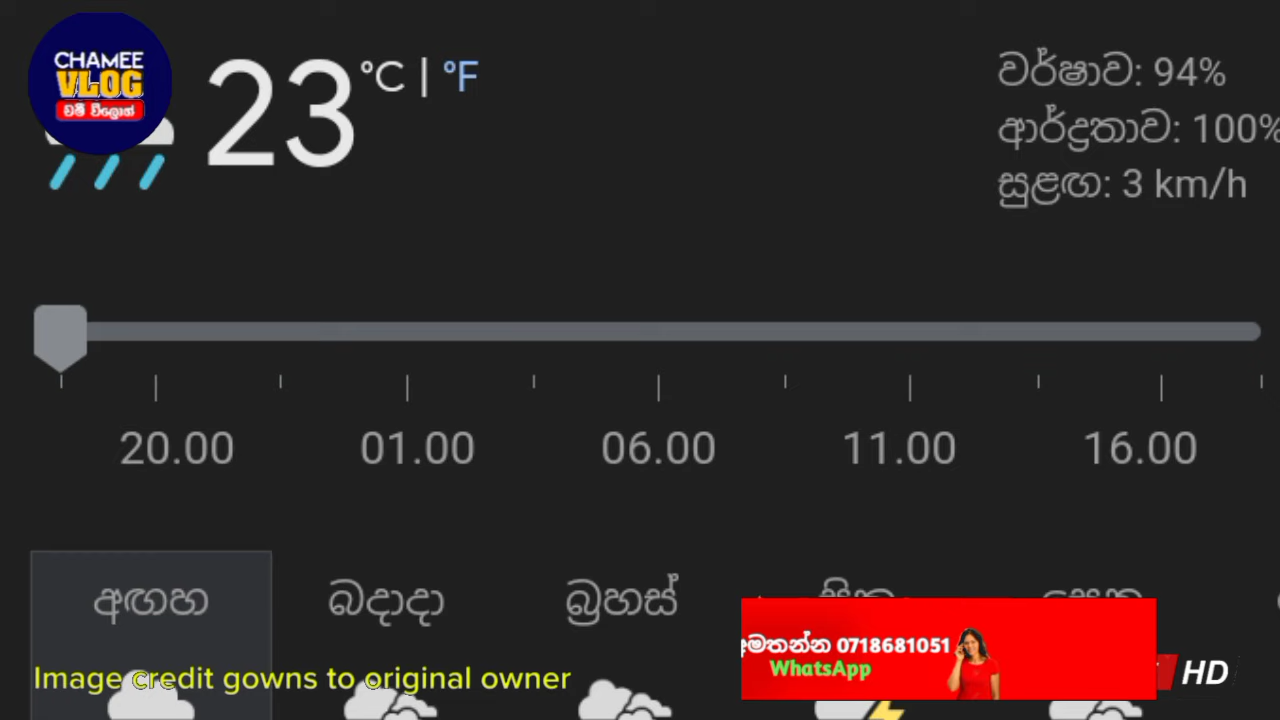 CHAMEE
VLOG
චමී වීලොග්
23 °C | °F
වර්ෂාව: 94%
ආර්ද්‍රතාව: 100%
සුළඟ: 3 km/h
20.00 01.00 06.00 11.00 16.00
අඟහ බදාදා බ්‍රහස් සිකු සෙන
අමතන්න 0718681051
WhatsApp
Image credit gowns to original owner
HD